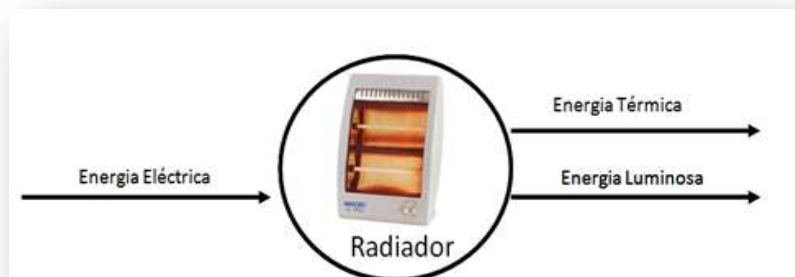 Energia Térmica
Energia Eléctrica
Energia Luminosa
Radiador